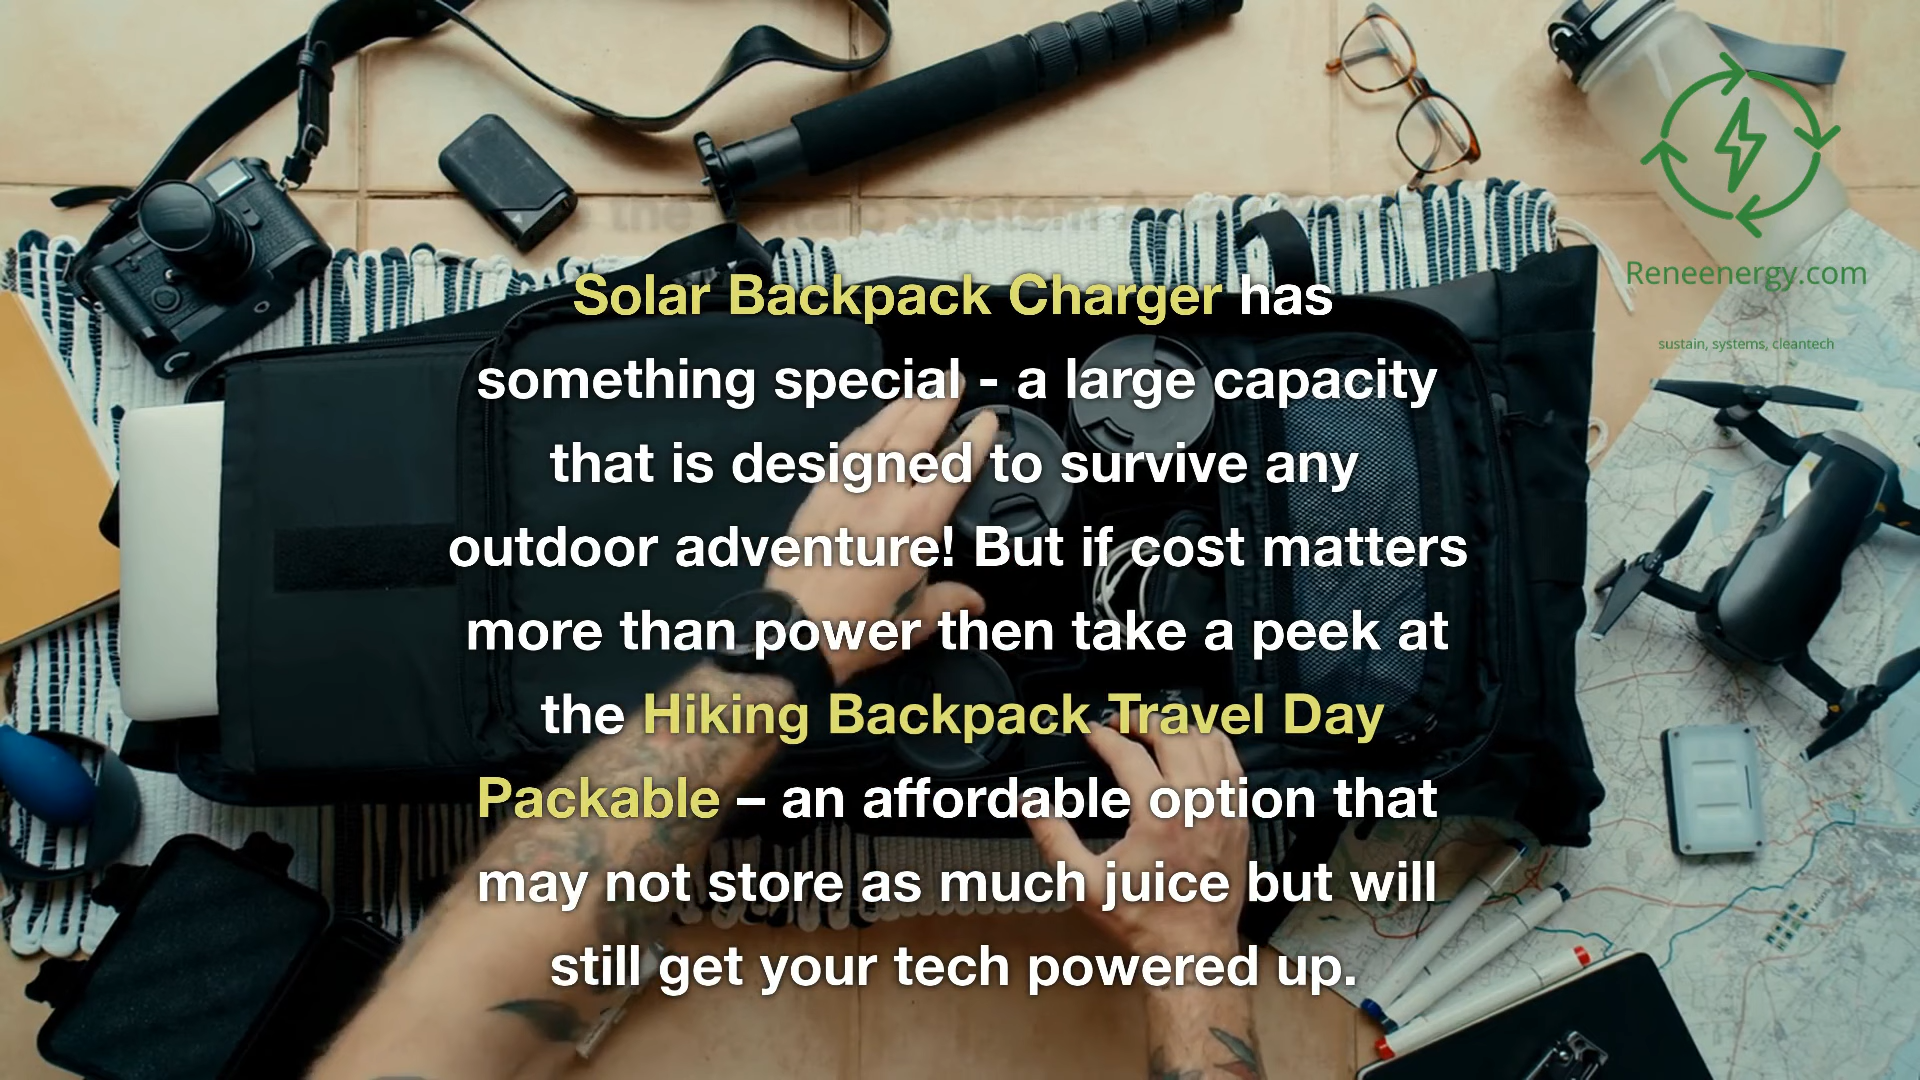 Solar Backpack Charger has
something special - a large capacity
that is designed to survive any
outdoor adventure! But if cost matters
more than power then take a peek at
the Hiking Backpack Travel Day
Packable – an affordable option that
may not store as much juice but will
still get your tech powered up.
Reneenergy.com
sustain, systems, cleantech